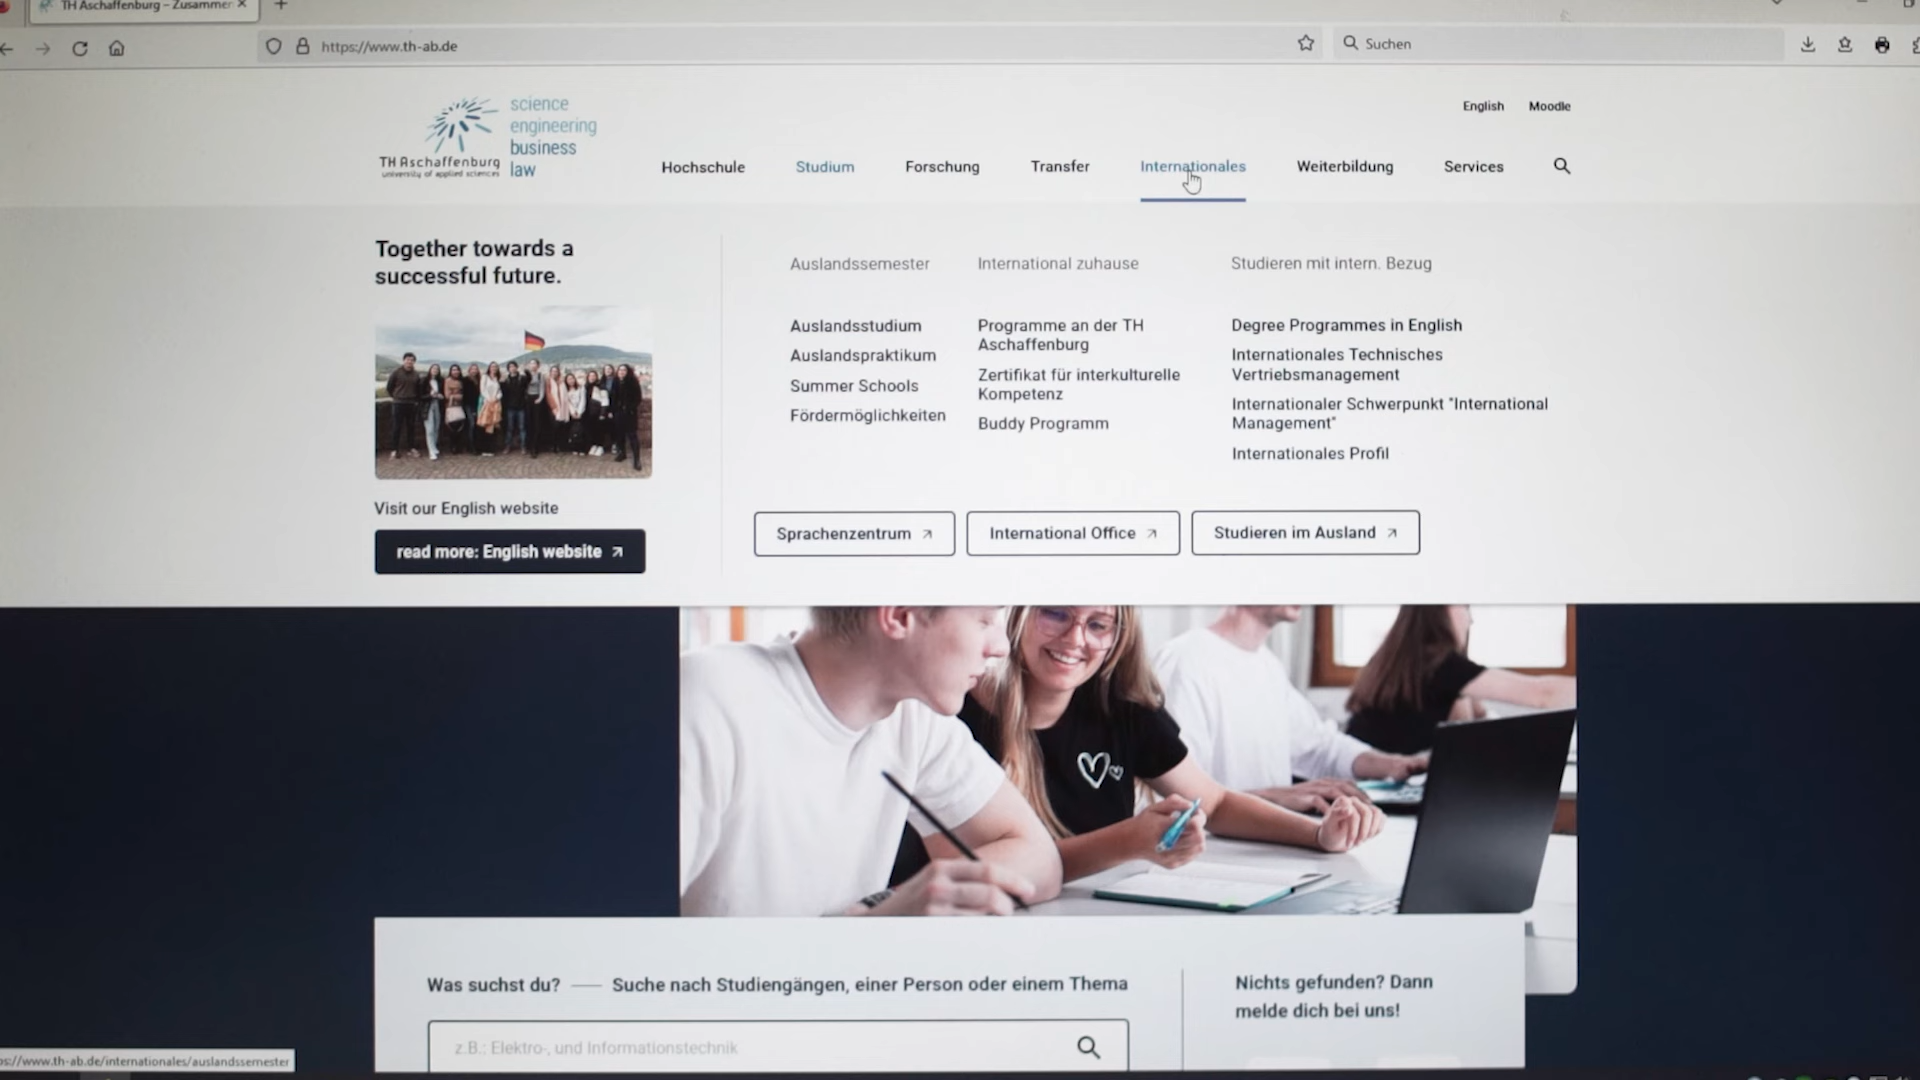 TH Aschaffenburg – Zusammen
https://www.th-ab.de
Suchen
science
engineering
business
law
TH Aschaffenburg
university of applied sciences
English Moodle
Hochschule Studium Forschung Transfer Internationales Weiterbildung Services
Together towards a
successful future.
Visit our English website
read more: English website
Auslandssemester
Auslandsstudium
Auslandspraktikum
Summer Schools
Fördermöglichkeiten
International zuhause
Programme an der TH
Aschaffenburg
Zertifikat für interkulturelle
Kompetenz
Buddy Programm
Studieren mit intern. Bezug
Degree Programmes in English
Internationales Technisches
Vertriebsmanagement
Internationaler Schwerpunkt "International
Management"
Internationales Profil
Sprachenzentrum
International Office
Studieren im Ausland
Was suchst du? — Suche nach Studiengängen, einer Person oder einem Thema
z.B.: Elektro-, und Informationstechnik
Nichts gefunden? Dann
melde dich bei uns!
ps://www.th-ab.de/internationales/auslandssemester